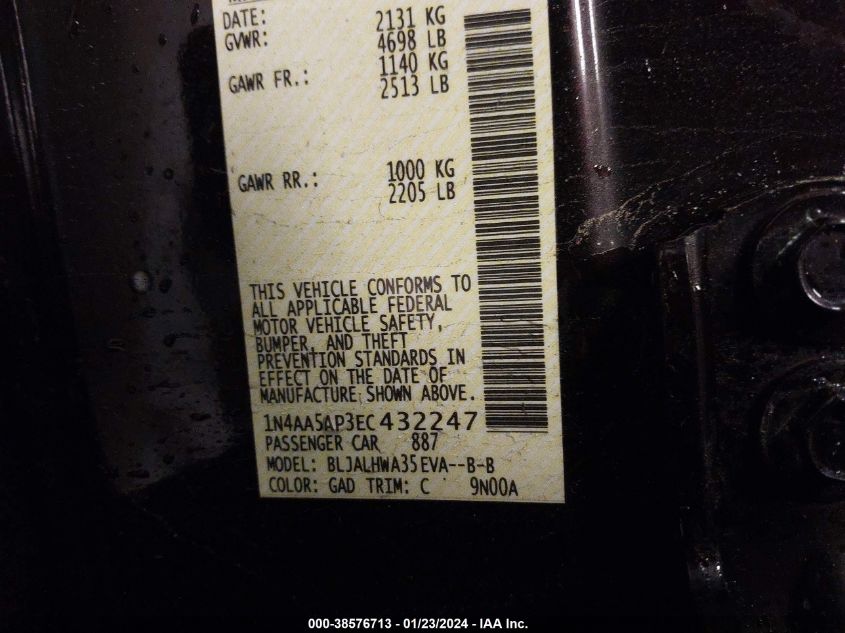 DATE: 2131 KG
GVWR: 4698 LB
1140 KG
GAWR FR.: 2513 LB
GAWR RR.: 1000 KG
2205 LB
THIS VEHICLE CONFORMS TO
ALL APPLICABLE FEDERAL
MOTOR VEHICLE SAFETY,
BUMPER, AND THEFT
PREVENTION STANDARDS IN
EFFECT ON THE DATE OF
MANUFACTURE SHOWN ABOVE.
1N4AA5AP3EC432247
PASSENGER CAR 887
MODEL: BLJALHWA35EVA--B-B
COLOR: GAD TRIM: C 9N00A
000-38576713 - 01/23/2024 - IAA Inc.